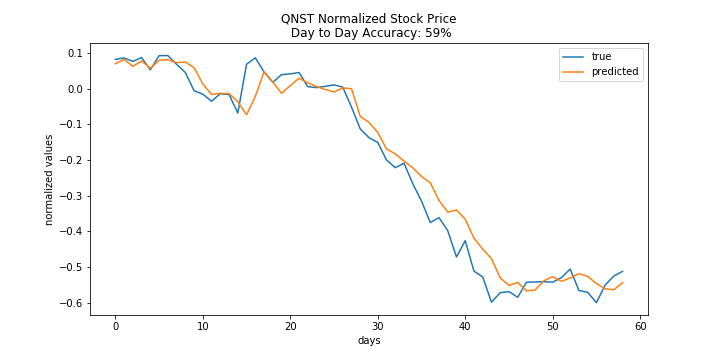 QNST Normalized Stock Price
Day to Day Accuracy: 59%
true
predicted
normalized values
0.1
0.0
−0.1
−0.2
−0.3
−0.4
−0.5
−0.6
0 10 20 30 40 50 60
days